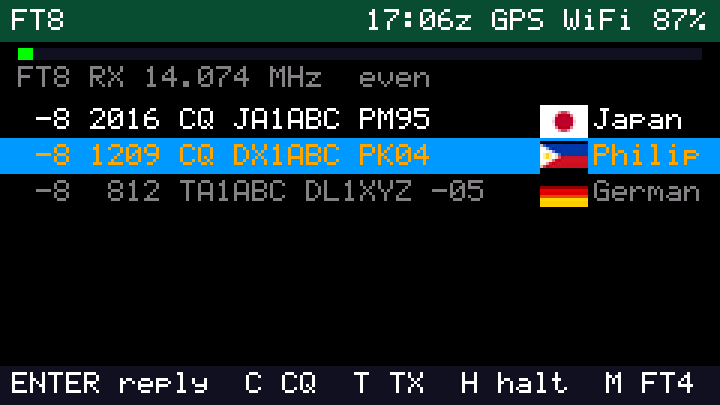 FT8 17:06z GPS WiFi 87%
FT8 RX 14.074 MHz even
-8 2016 CQ JA1ABC PM95 Japan
-8 1209 CQ DX1ABC PK04 Philip
-8 812 TA1ABC DL1XYZ -05 German
ENTER reply C CQ T TX H halt M FT4